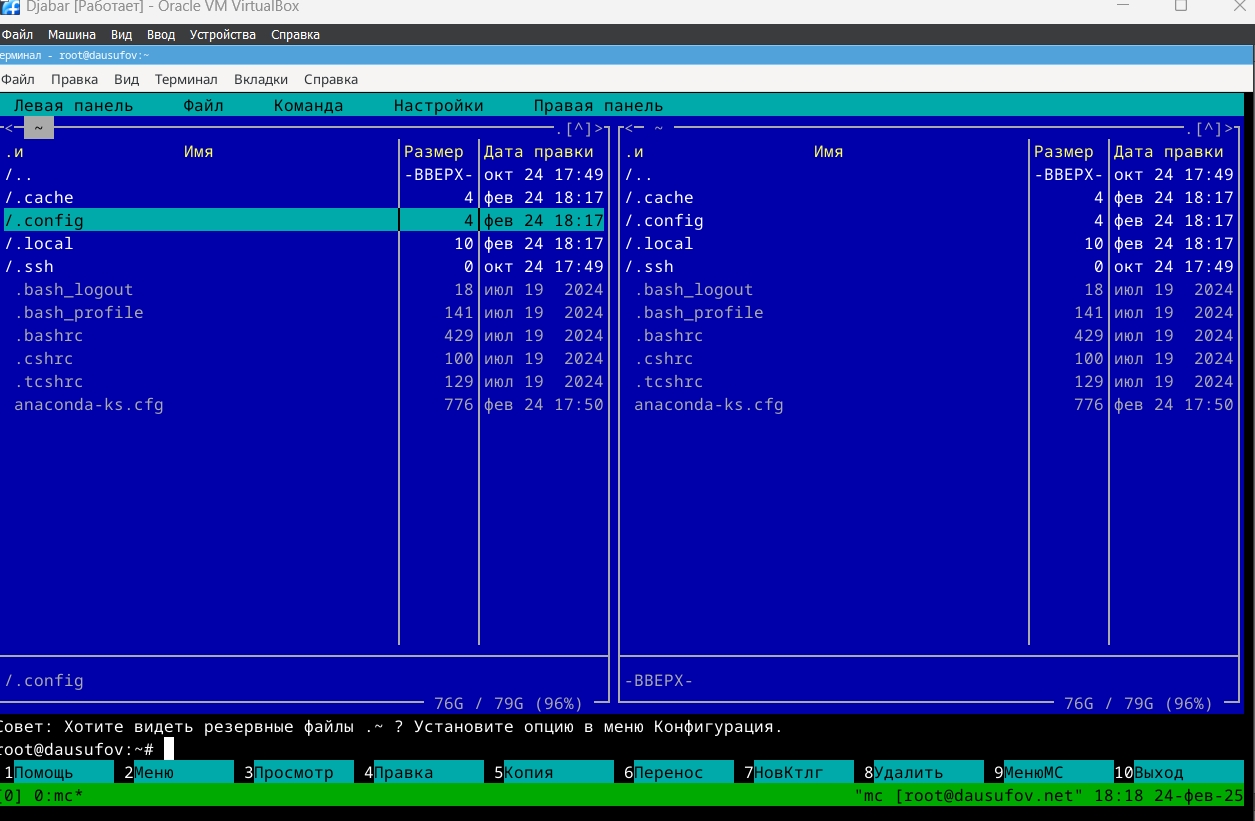 Djabar [Работает] - Oracle VM VirtualBox
Файл Машина Вид Ввод Устройства Справка
ерминал - root@dausufov:~
Файл Правка Вид Терминал Вкладки Справка
Левая панель Файл Команда Настройки Правая панель
<- ~ .[^]> <- ~ .[^]>
.и Имя Размер Дата правки .и Имя Размер Дата правки
/.. -ВВЕРХ- окт 24 17:49 /.. -ВВЕРХ- окт 24 17:49
/.cache 4 фев 24 18:17 /.cache 4 фев 24 18:17
/.config 4 фев 24 18:17 /.config 4 фев 24 18:17
/.local 10 фев 24 18:17 /.local 10 фев 24 18:17
/.ssh 0 окт 24 17:49 /.ssh 0 окт 24 17:49
.bash_logout 18 июл 19 2024 .bash_logout 18 июл 19 2024
.bash_profile 141 июл 19 2024 .bash_profile 141 июл 19 2024
.bashrc 429 июл 19 2024 .bashrc 429 июл 19 2024
.cshrc 100 июл 19 2024 .cshrc 100 июл 19 2024
.tcshrc 129 июл 19 2024 .tcshrc 129 июл 19 2024
anaconda-ks.cfg 776 фев 24 17:50 anaconda-ks.cfg 776 фев 24 17:50
/.config -ВВЕРХ-
76G / 79G (96%) 76G / 79G (96%)
Совет: Хотите видеть резервные файлы .~ ? Установите опцию в меню Конфигурация.
root@dausufov:~#
1Помощь 2Меню 3Просмотр 4Правка 5Копия 6Перенос 7НовКтлг 8Удалить 9МенюМС 10Выход
[0] 0:mc* "mc [root@dausufov.net" 18:18 24-фев-25